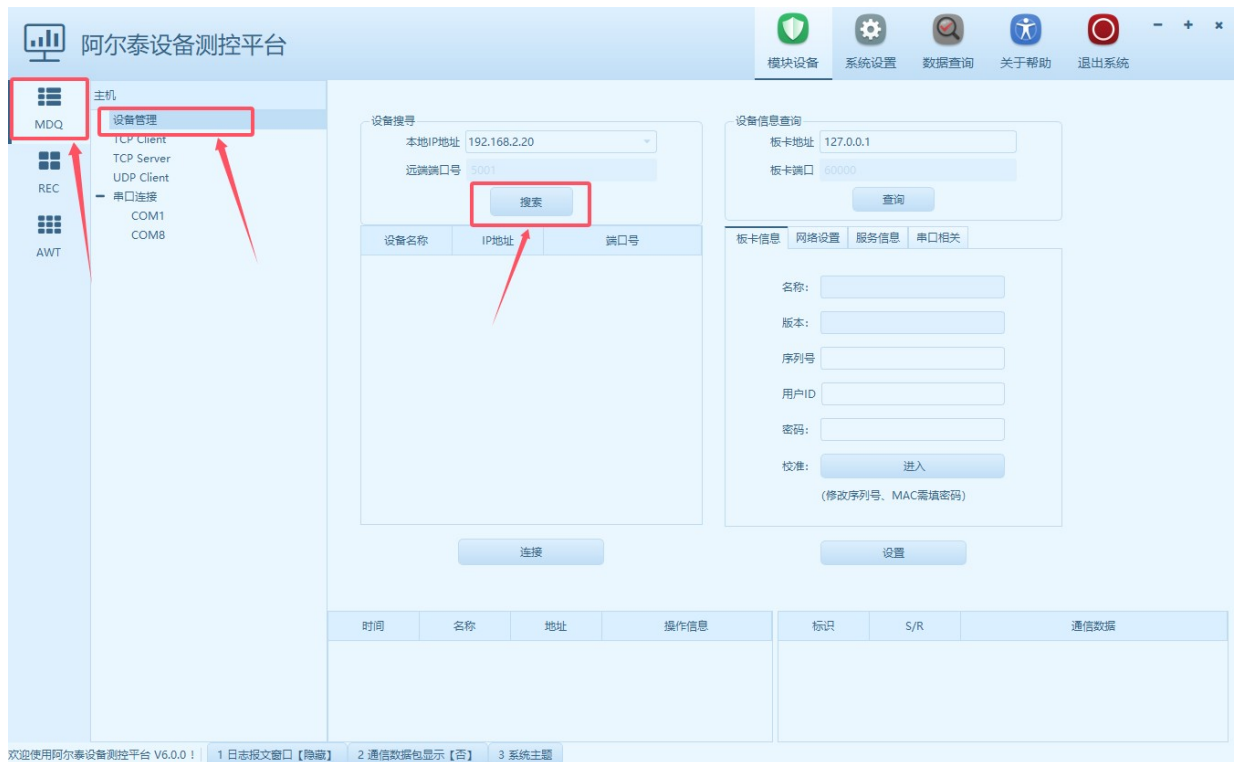 阿尔泰设备测控平台
模块设备 系统设置 数据查询 关于帮助 退出系统
MDQ
REC
AWT
主机
设备管理
TCP Client
TCP Server
UDP Client
串口连接
COM1
COM8
设备搜寻
本地IP地址 192.168.2.20
远端端口号 5001
搜索
设备名称 IP地址 端口号
连接
设备信息查询
板卡地址 127.0.0.1
板卡端口 60000
查询
板卡信息 网络设置 服务信息 串口相关
名称:
版本:
序列号
用户ID
密码:
校准: 进入
(修改序列号、MAC需填密码)
设置
时间 名称 地址 操作信息
标识 S/R 通信数据
欢迎使用阿尔泰设备测控平台 V6.0.0 ! 1 日志报文窗口【隐藏】 2 通信数据包显示【否】 3 系统主题